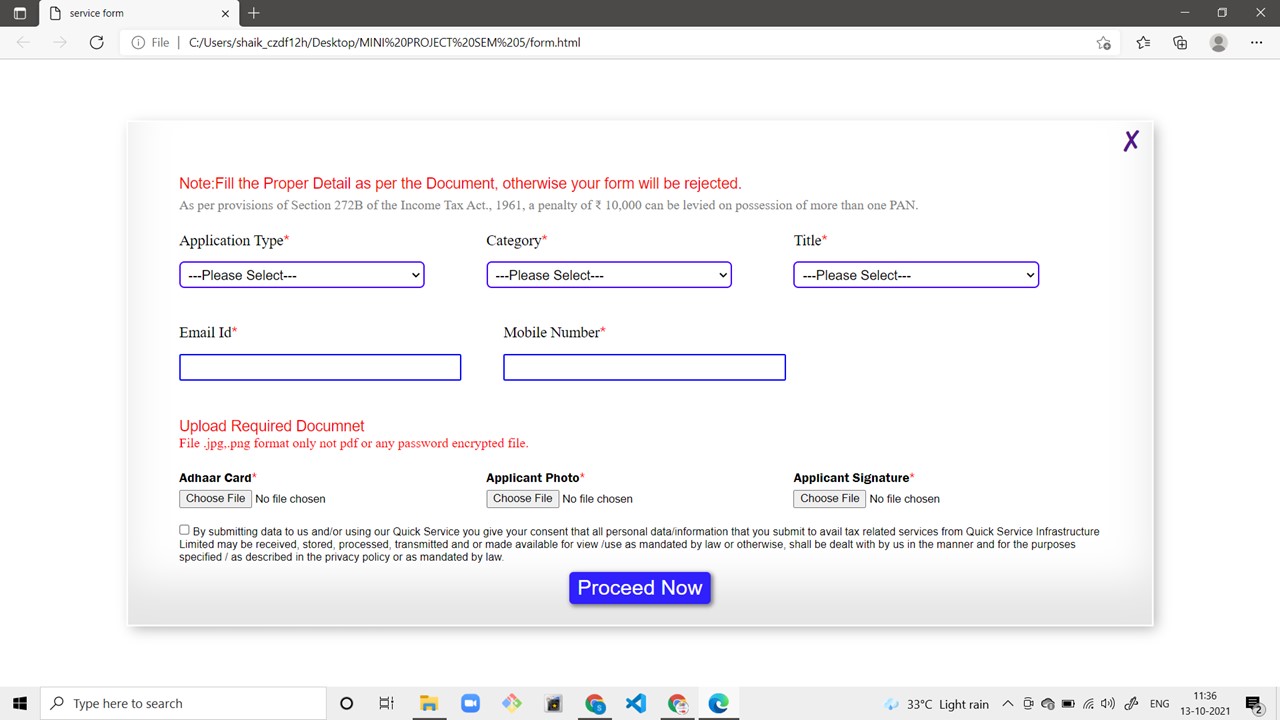 service form
File
C:/Users/shaik_czdf12h/Desktop/MINI%20PROJECT%20SEM%205/form.html
X
Note:Fill the Proper Detail as per the Document, otherwise your form will be rejected.
As per provisions of Section 272B of the Income Tax Act., 1961, a penalty of ₹ 10,000 can be levied on possession of more than one PAN.
Application Type* Category* Title*
---Please Select--- ---Please Select--- ---Please Select---
Email Id* Mobile Number*
Upload Required Documnet
File .jpg,.png format only not pdf or any password encrypted file.
Adhaar Card* Applicant Photo* Applicant Signature*
Choose File No file chosen Choose File No file chosen Choose File No file chosen
By submitting data to us and/or using our Quick Service you give your consent that all personal data/information that you submit to avail tax related services from Quick Service Infrastructure
Limited may be received, stored, processed, transmitted and or made available for view /use as mandated by law or otherwise, shall be dealt with by us in the manner and for the purposes
specified / as described in the privacy policy or as mandated by law.
Proceed Now
Type here to search
33°C Light rain
ENG
11:36
13-10-2021
2